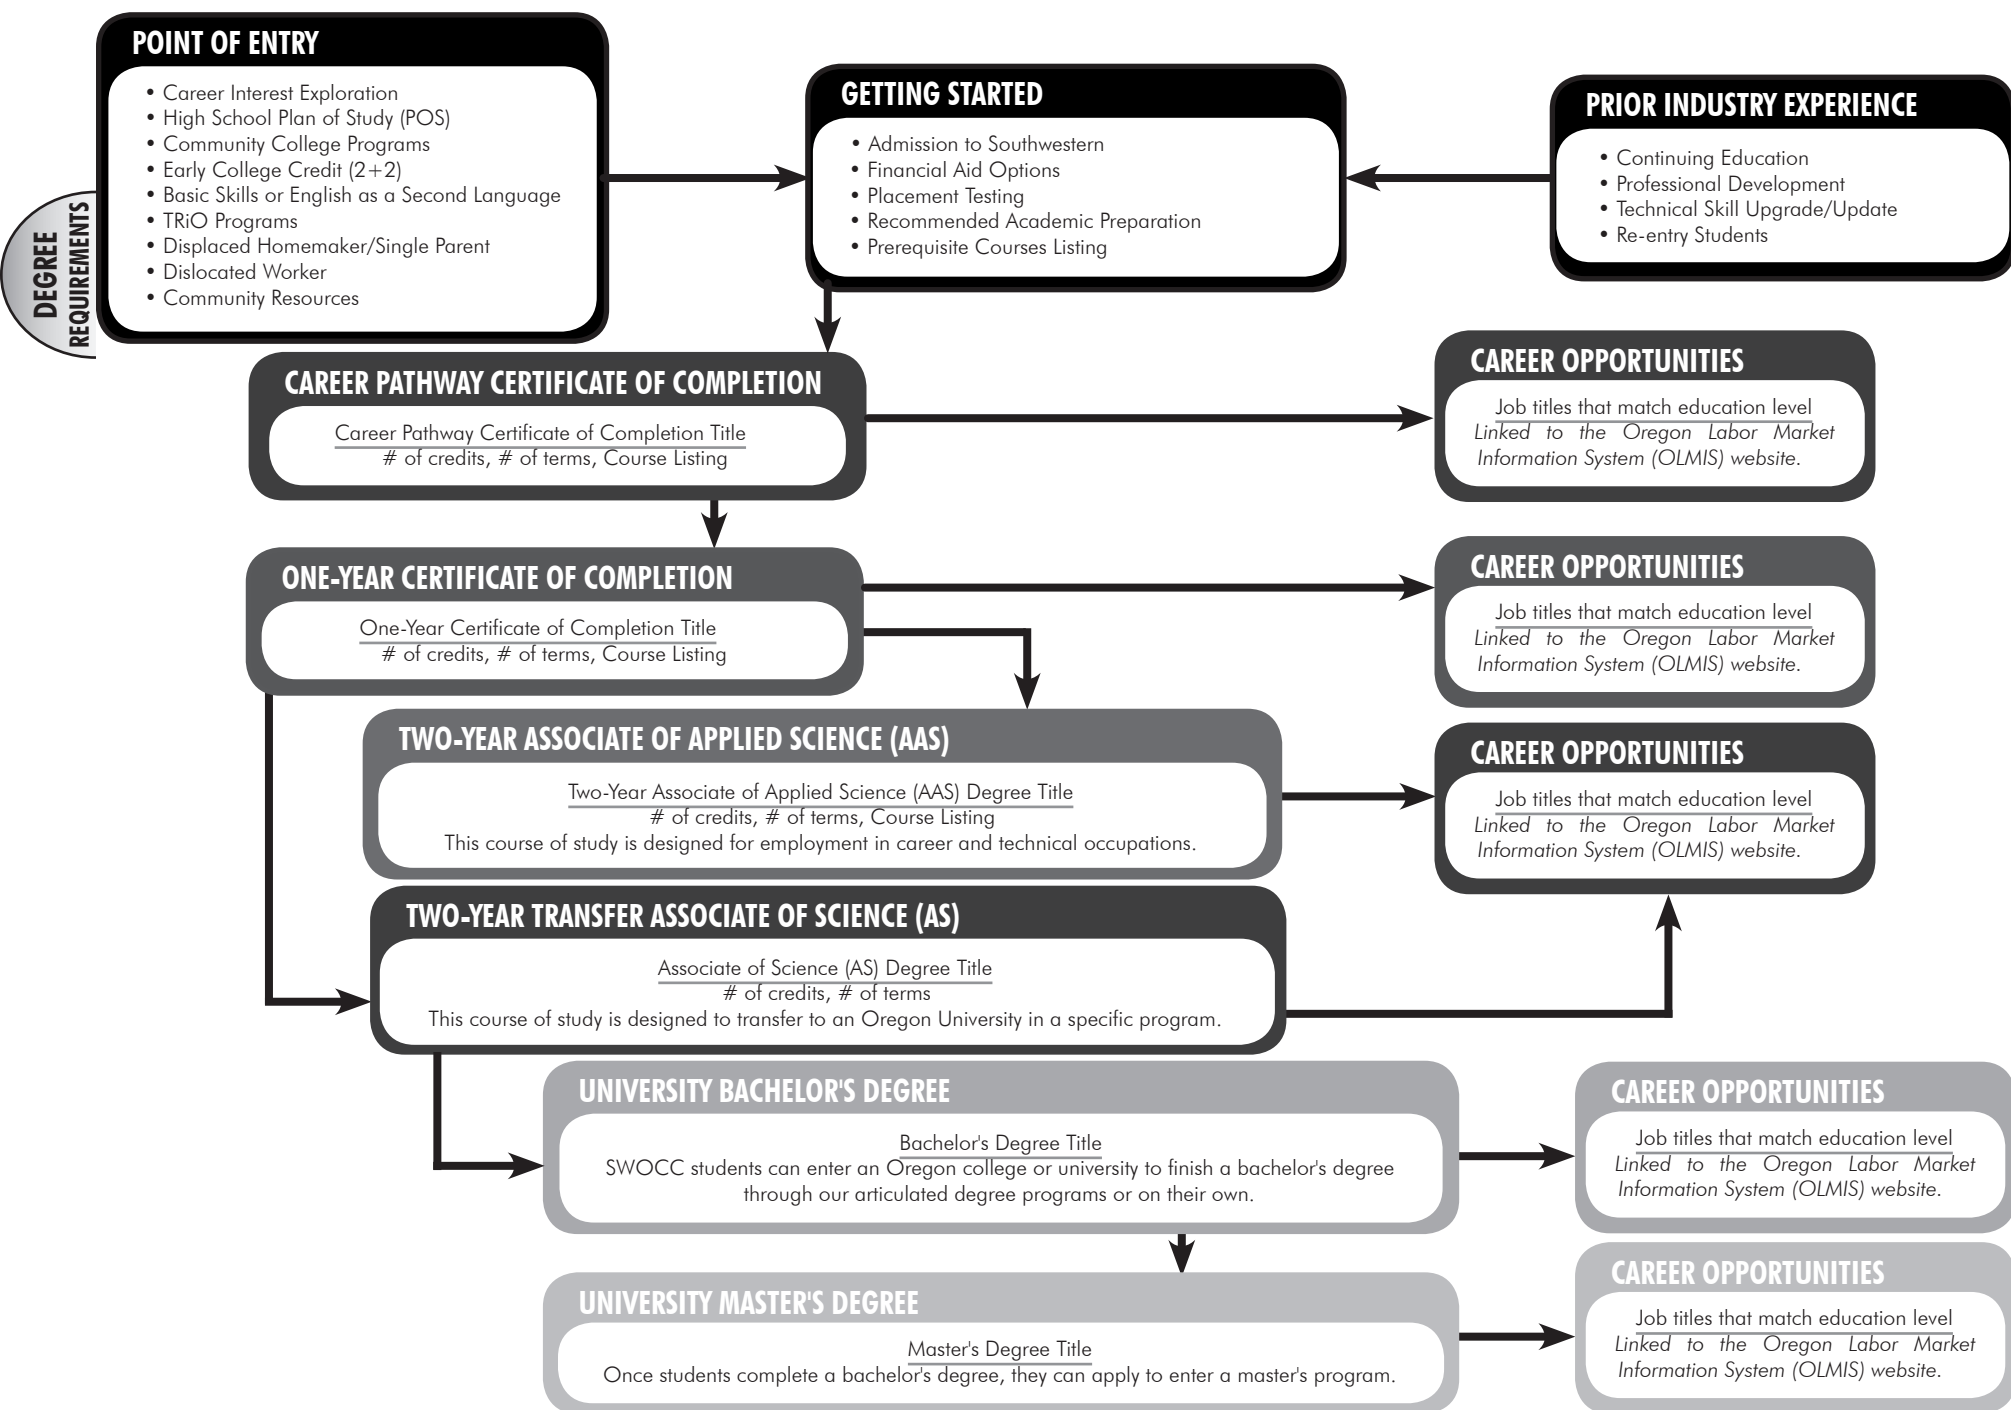 POINT OF ENTRY
• Career Interest Exploration
• High School Plan of Study (POS)
• Community College Programs
• Early College Credit (2+2)
• Basic Skills or English as a Second Language
• TRiO Programs
• Displaced Homemaker/Single Parent
• Dislocated Worker
• Community Resources
GETTING STARTED
• Admission to Southwestern
• Financial Aid Options
• Placement Testing
• Recommended Academic Preparation
• Prerequisite Courses Listing
PRIOR INDUSTRY EXPERIENCE
• Continuing Education
• Professional Development
• Technical Skill Upgrade/Update
• Re-entry Students
DEGREE
REQUIREMENTS
CAREER PATHWAY CERTIFICATE OF COMPLETION
Career Pathway Certificate of Completion Title
# of credits, # of terms, Course Listing
CAREER OPPORTUNITIES
Job titles that match education level
Linked to the Oregon Labor Market
Information System (OLMIS) website.
ONE-YEAR CERTIFICATE OF COMPLETION
One-Year Certificate of Completion Title
# of credits, # of terms, Course Listing
CAREER OPPORTUNITIES
Job titles that match education level
Linked to the Oregon Labor Market
Information System (OLMIS) website.
TWO-YEAR ASSOCIATE OF APPLIED SCIENCE (AAS)
Two-Year Associate of Applied Science (AAS) Degree Title
# of credits, # of terms, Course Listing
This course of study is designed for employment in career and technical occupations.
CAREER OPPORTUNITIES
Job titles that match education level
Linked to the Oregon Labor Market
Information System (OLMIS) website.
TWO-YEAR TRANSFER ASSOCIATE OF SCIENCE (AS)
Associate of Science (AS) Degree Title
# of credits, # of terms
This course of study is designed to transfer to an Oregon University in a specific program.
UNIVERSITY BACHELOR'S DEGREE
Bachelor's Degree Title
SWOCC students can enter an Oregon college or university to finish a bachelor's degree
through our articulated degree programs or on their own.
CAREER OPPORTUNITIES
Job titles that match education level
Linked to the Oregon Labor Market
Information System (OLMIS) website.
UNIVERSITY MASTER'S DEGREE
Master's Degree Title
Once students complete a bachelor's degree, they can apply to enter a master's program.
CAREER OPPORTUNITIES
Job titles that match education level
Linked to the Oregon Labor Market
Information System (OLMIS) website.